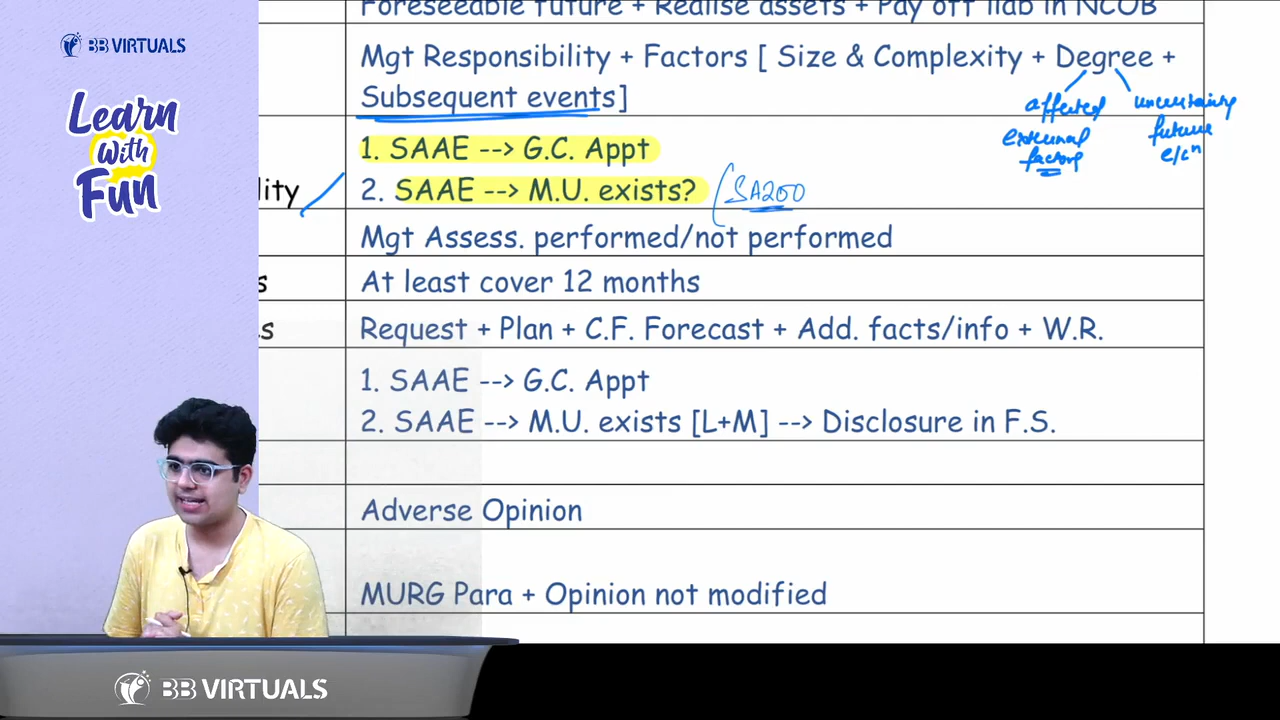 Foreseeable future + Realise assets + Pay off liab in NCOB
BB VIRTUALS
Learn
with
Fun
Mgt Responsibility + Factors [ Size & Complexity + Degree +
Subsequent events]
affected
external
factors
uncertainty
future
e/cⁿ
1. SAAE --> G.C. Appt
lity
2. SAAE --> M.U. exists?
SA200
Mgt Assess. performed/not performed
s
At least cover 12 months
s
Request + Plan + C.F. Forecast + Add. facts/info + W.R.
1. SAAE --> G.C. Appt
2. SAAE --> M.U. exists [L+M] --> Disclosure in F.S.
Adverse Opinion
MURG Para + Opinion not modified
BB VIRTUALS